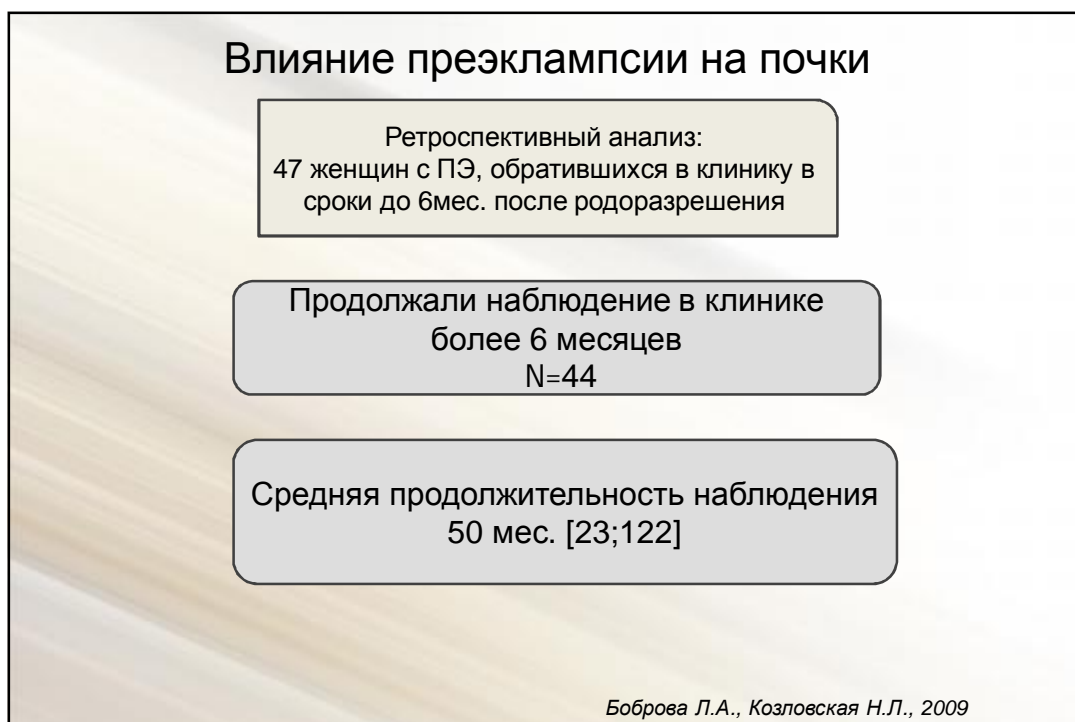 Влияние преэклампсии на почки
Ретроспективный анализ:
47 женщин с ПЭ, обратившихся в клинику в
сроки до 6мес. после родоразрешения
Продолжали наблюдение в клинике
более 6 месяцев
N=44
Средняя продолжительность наблюдения
50 мес. [23;122]
Боброва Л.А., Козловская Н.Л., 2009